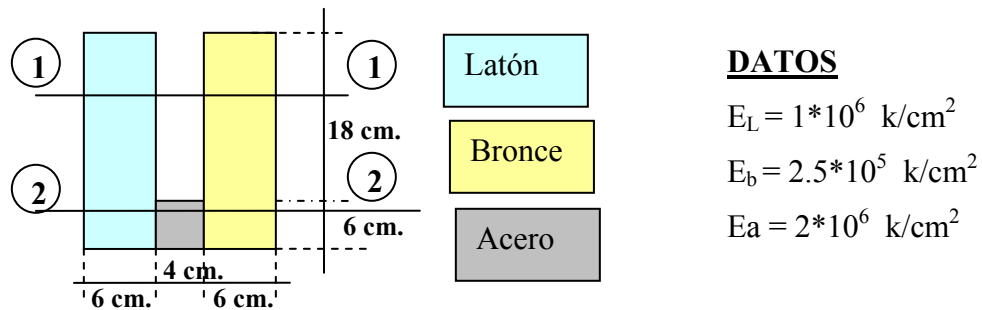 1
1
2
2
18 cm.
6 cm.
4 cm.
6 cm.
6 cm.
Latón
Bronce
Acero
DATOS
E_L = 1*10^6 k/cm^2
E_b = 2.5*10^5 k/cm^2
Ea = 2*10^6 k/cm^2